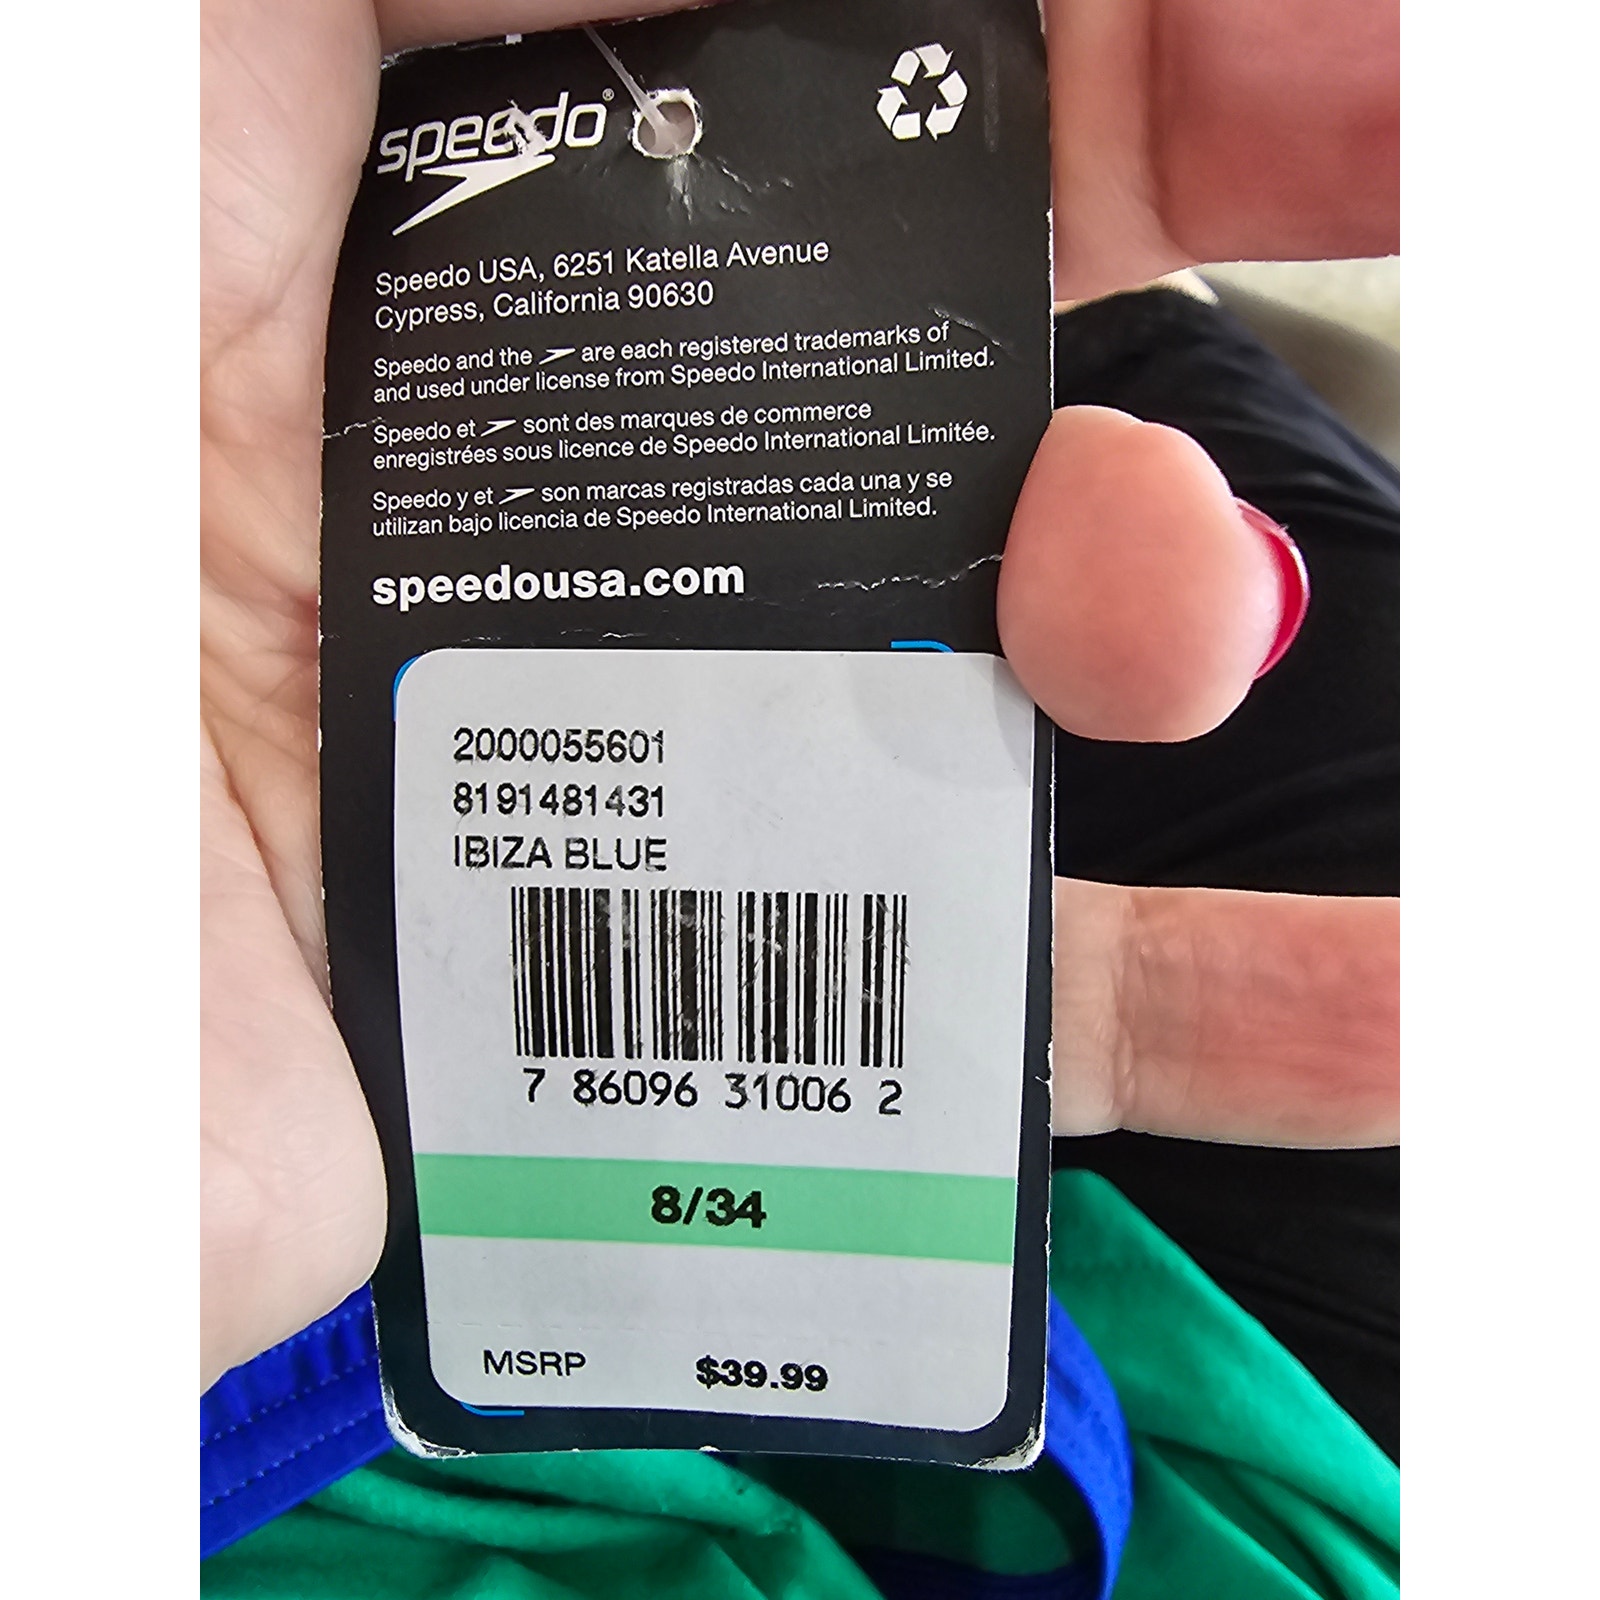 speedo®
Speedo USA, 6251 Katella Avenue
Cypress, California 90630
Speedo and the are each registered trademarks of
and used under license from Speedo International Limited.
Speedo et sont des marques de commerce
enregistrées sous licence de Speedo International Limitée.
Speedo y et son marcas registradas cada una y se
utilizan bajo licencia de Speedo International Limited.
speedousa.com
2000055601
8191481431
IBIZA BLUE
7 86096 31006 2
8/34
MSRP $39.99